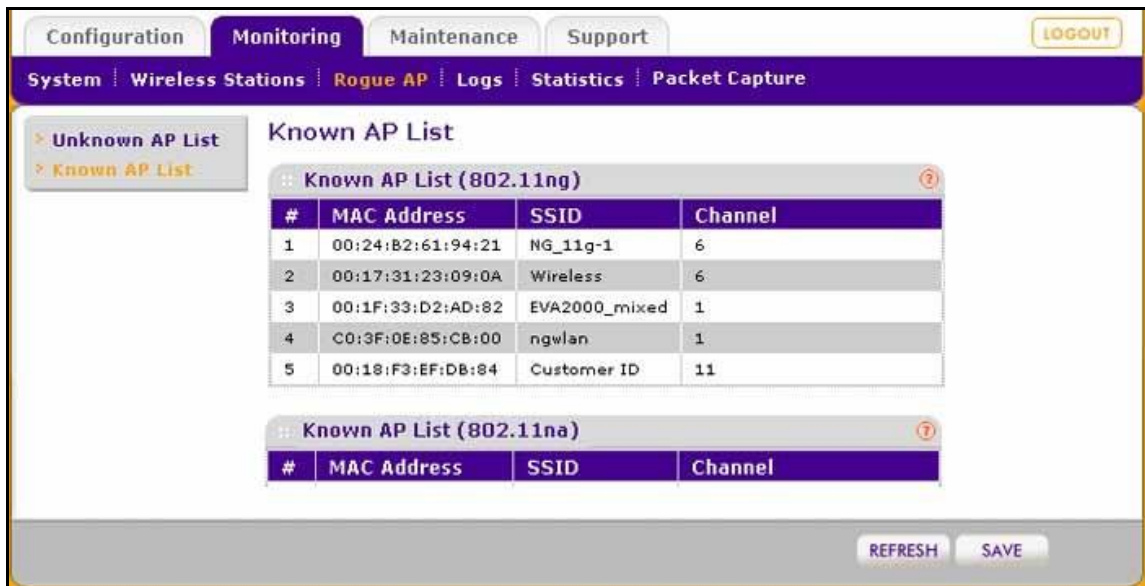 Configuration Monitoring Maintenance Support LOGOUT
System Wireless Stations Rogue AP Logs Statistics Packet Capture
Unknown AP List
Known AP List
Known AP List
Known AP List (802.11ng) ?
# MAC Address SSID Channel
1 00:24:B2:61:94:21 NG_11g-1 6
2 00:17:31:23:09:0A Wireless 6
3 00:1F:33:D2:AD:82 EVA2000_mixed 1
4 C0:3F:0E:85:CB:00 ngwlan 1
5 00:18:F3:EF:DB:84 Customer ID 11
Known AP List (802.11na) ?
# MAC Address SSID Channel
REFRESH SAVE